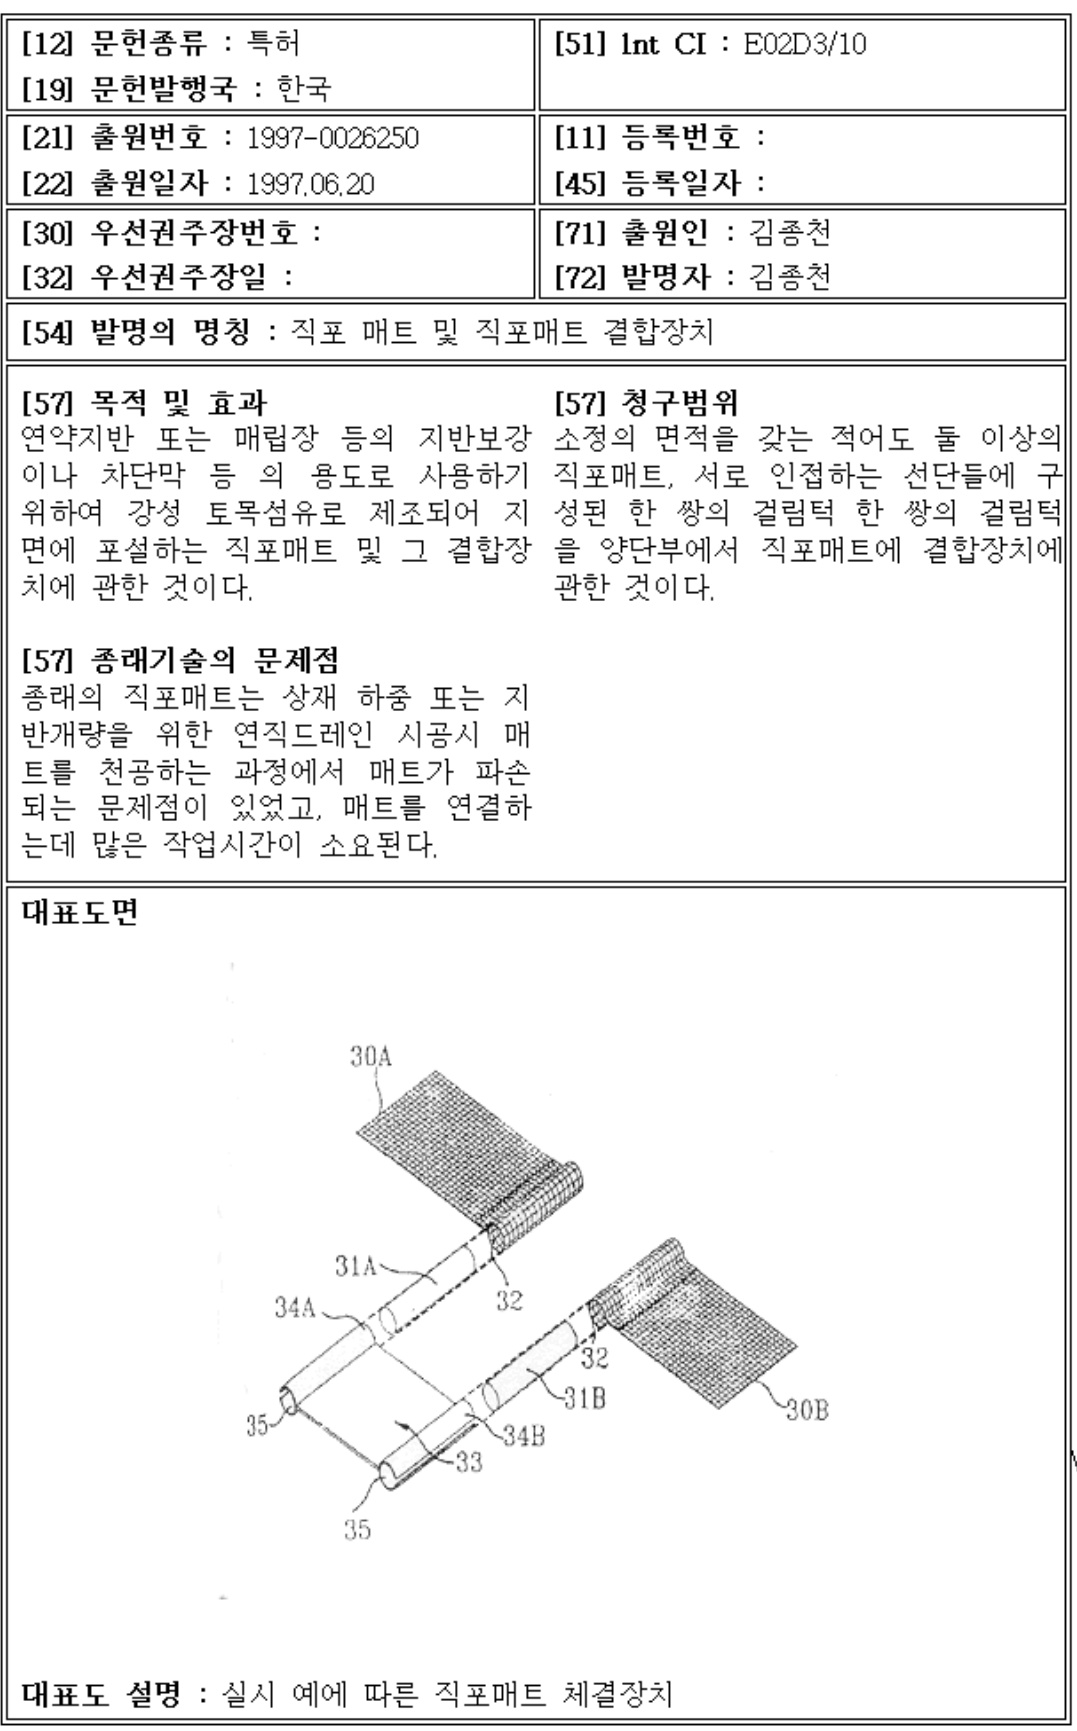 [12] 문헌종류 : 특허
[19] 문헌발행국 : 한국
[51] lnt CI : E02D3/10
[21] 출원번호 : 1997-0026250
[22] 출원일자 : 1997.06.20
[11] 등록번호 :
[45] 등록일자 :
[30] 우선권주장번호 :
[32] 우선권주장일 :
[71] 출원인 : 김종천
[72] 발명자 : 김종천
[54] 발명의 명칭 : 직포 매트 및 직포매트 결합장치
[57] 목적 및 효과
연약지반 또는 매립장 등의 지반보강
이나 차단막 등 의 용도로 사용하기
위하여 강성 토목섬유로 제조되어 지
면에 포설하는 직포매트 및 그 결합장
치에 관한 것이다.
[57] 종래기술의 문제점
종래의 직포매트는 상재 하중 또는 지
반개량을 위한 연직드레인 시공시 매
트를 천공하는 과정에서 매트가 파손
되는 문제점이 있었고, 매트를 연결하
는데 많은 작업시간이 소요된다.
[57] 청구범위
소정의 면적을 갖는 적어도 둘 이상의
직포매트, 서로 인접하는 선단들에 구
성된 한 쌍의 걸림턱 한 쌍의 걸림턱
을 양단부에서 직포매트에 결합장치에
관한 것이다.
대표도면
30A
31A
34A
32
32
31B
30B
35
34B
33
35
대표도 설명 : 실시 예에 따른 직포매트 체결장치